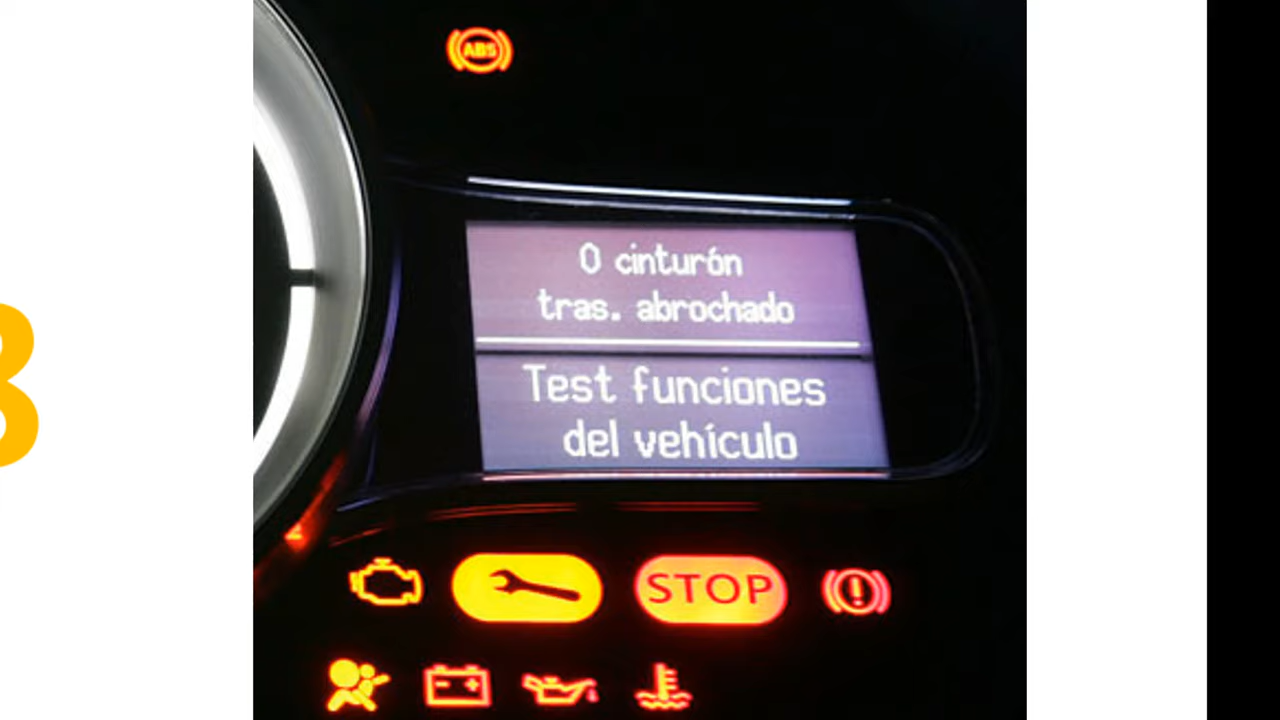 ABS
0 cinturón
tras. abrochado
Test funciones
del vehículo
STOP